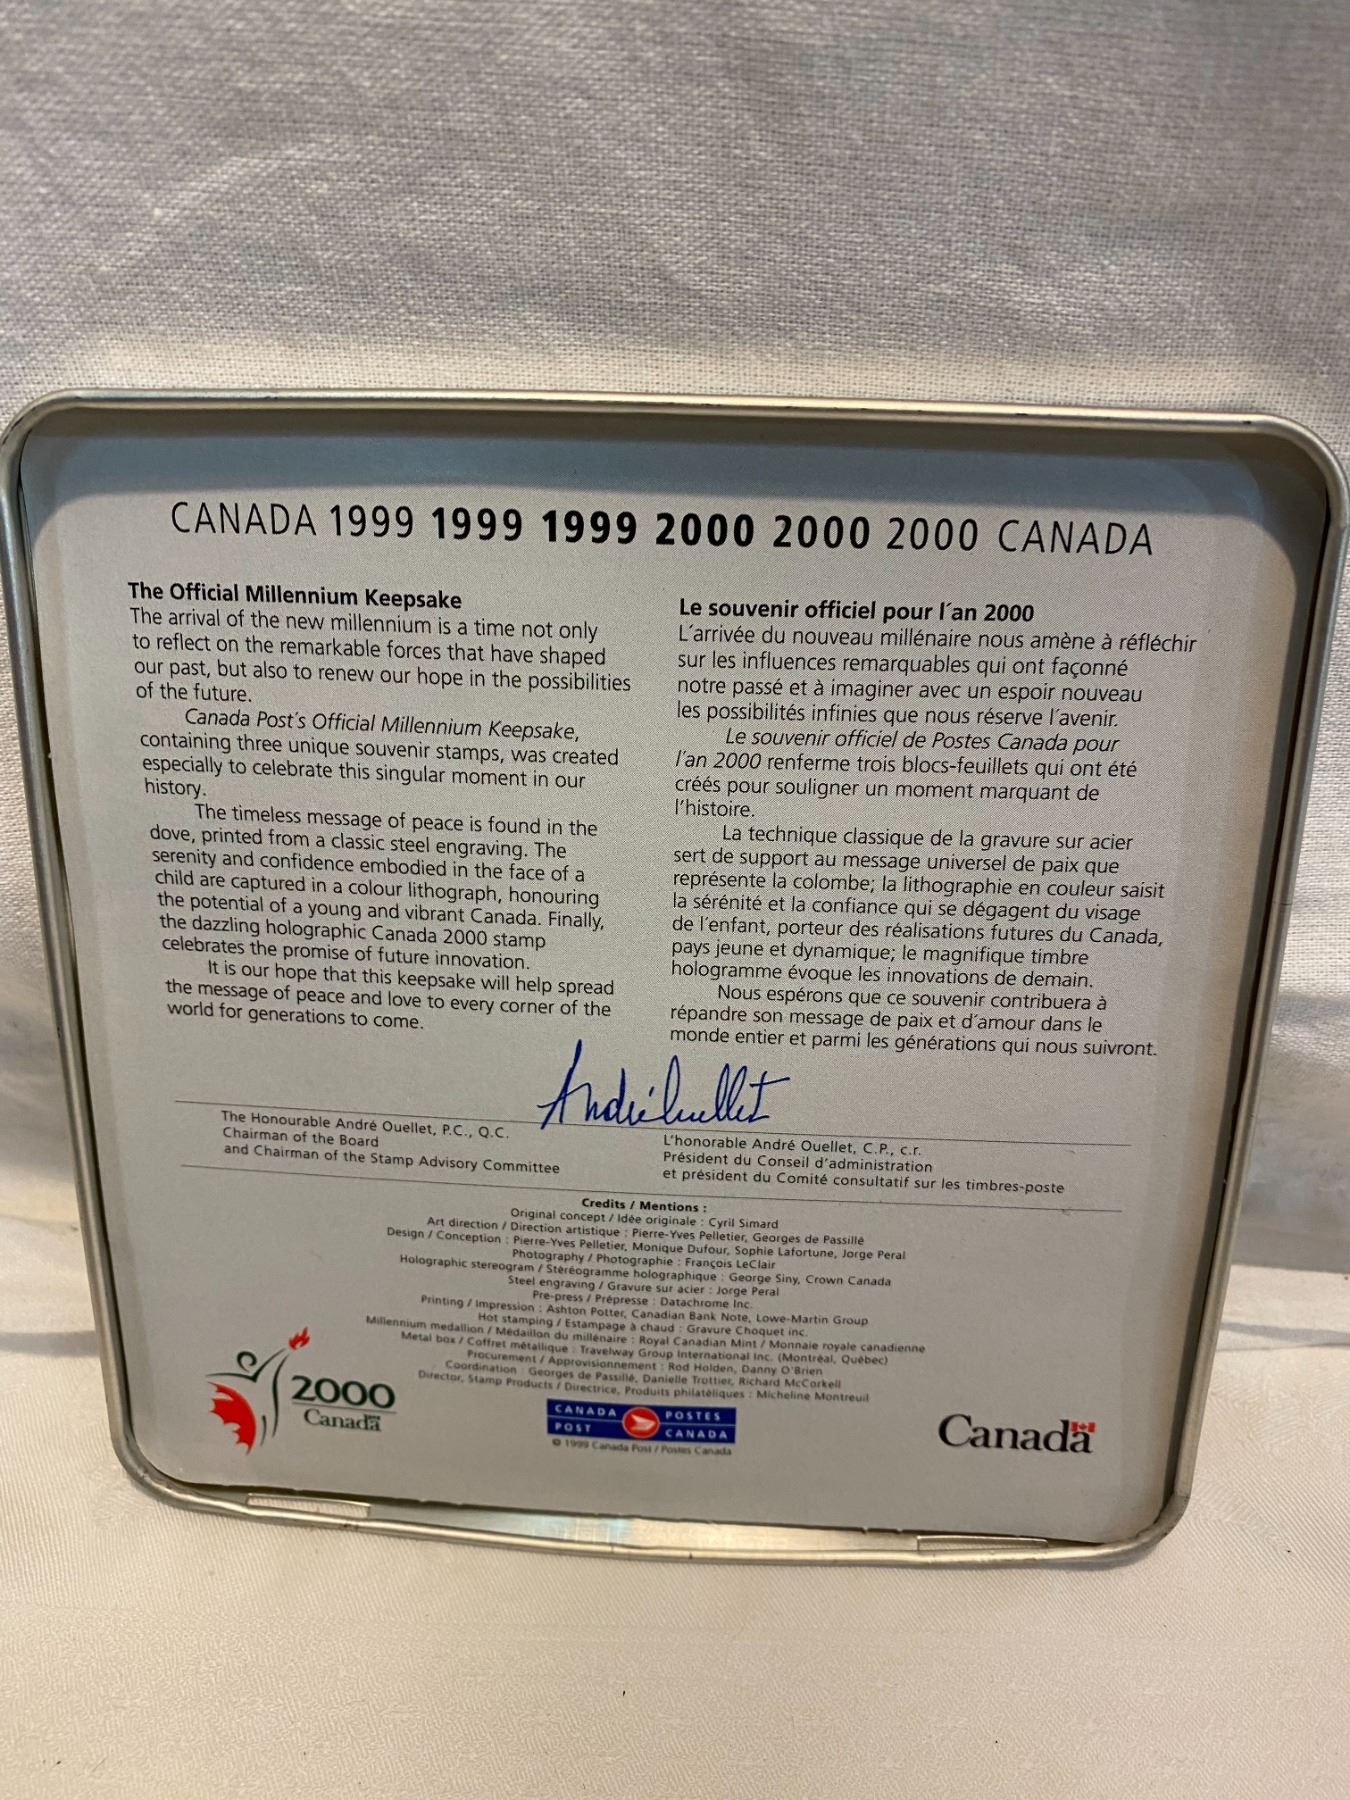 CANADA 1999 1999 1999 2000 2000 2000 CANADA
The Official Millennium Keepsake
The arrival of the new millennium is a time not only
to reflect on the remarkable forces that have shaped
our past, but also to renew our hope in the possibilities
of the future.
Canada Post's Official Millennium Keepsake,
containing three unique souvenir stamps, was created
especially to celebrate this singular moment in our
history.
The timeless message of peace is found in the
dove, printed from a classic steel engraving. The
serenity and confidence embodied in the face of a
child are captured in a colour lithograph, honouring
the potential of a young and vibrant Canada. Finally,
the dazzling holographic Canada 2000 stamp
celebrates the promise of future innovation.
It is our hope that this keepsake will help spread
the message of peace and love to every corner of the
world for generations to come.
Le souvenir officiel pour l'an 2000
L'arrivée du nouveau millénaire nous amène à réfléchir
sur les influences remarquables qui ont façonné
notre passé et à imaginer avec un espoir nouveau
les possibilités infinies que nous réserve l'avenir.
Le souvenir officiel de Postes Canada pour
l'an 2000 renferme trois blocs-feuillets qui ont été
créés pour souligner un moment marquant de
l'histoire.
La technique classique de la gravure sur acier
sert de support au message universel de paix que
représente la colombe; la lithographie en couleur saisit
la sérénité et la confiance qui se dégagent du visage
de l'enfant, porteur des réalisations futures du Canada,
pays jeune et dynamique; le magnifique timbre
hologramme évoque les innovations de demain.
Nous espérons que ce souvenir contribuera à
répandre son message de paix et d'amour dans le
monde entier et parmi les générations qui nous suivront.
André Ouellet
The Honourable André Ouellet, P.C., Q.C.
Chairman of the Board
and Chairman of the Stamp Advisory Committee
L'honorable André Ouellet, C.P., c.r.
Président du Conseil d'administration
et président du Comité consultatif sur les timbres-poste
Credits / Mentions :
Original concept / Idée originale : Cyril Simard
Art direction / Direction artistique : Pierre-Yves Pelletier, Georges de Passillé
Design / Conception : Pierre-Yves Pelletier, Monique Dufour, Sophie Lafortune, Jorge Peral
Photography / Photographie : François LeClair
Holographic stereogram / Stéréogramme holographique : George Siny, Crown Canada
Steel engraving / Gravure sur acier : Jorge Peral
Pre-press / Prépresse : Datachrome Inc.
Printing / Impression : Ashton Potter, Canadian Bank Note, Lowe-Martin Group
Hot stamping / Estampage à chaud : Gravure Choquet inc.
Millennium medallion / Médaillon du millénaire : Royal Canadian Mint / Monnaie royale canadienne
Metal box / Coffret métallique : Travelway Group International Inc. (Montréal, Québec)
Procurement / Approvisionnement : Rod Holden, Danny O'Brien
Coordination : Georges de Passillé, Danielle Trottier, Richard McCorkell
Director, Stamp Products / Directrice, Produits philatéliques : Micheline Montreuil
2000
Canada
CANADA POST
POSTES CANADA
© 1999 Canada Post / Postes Canada
Canada